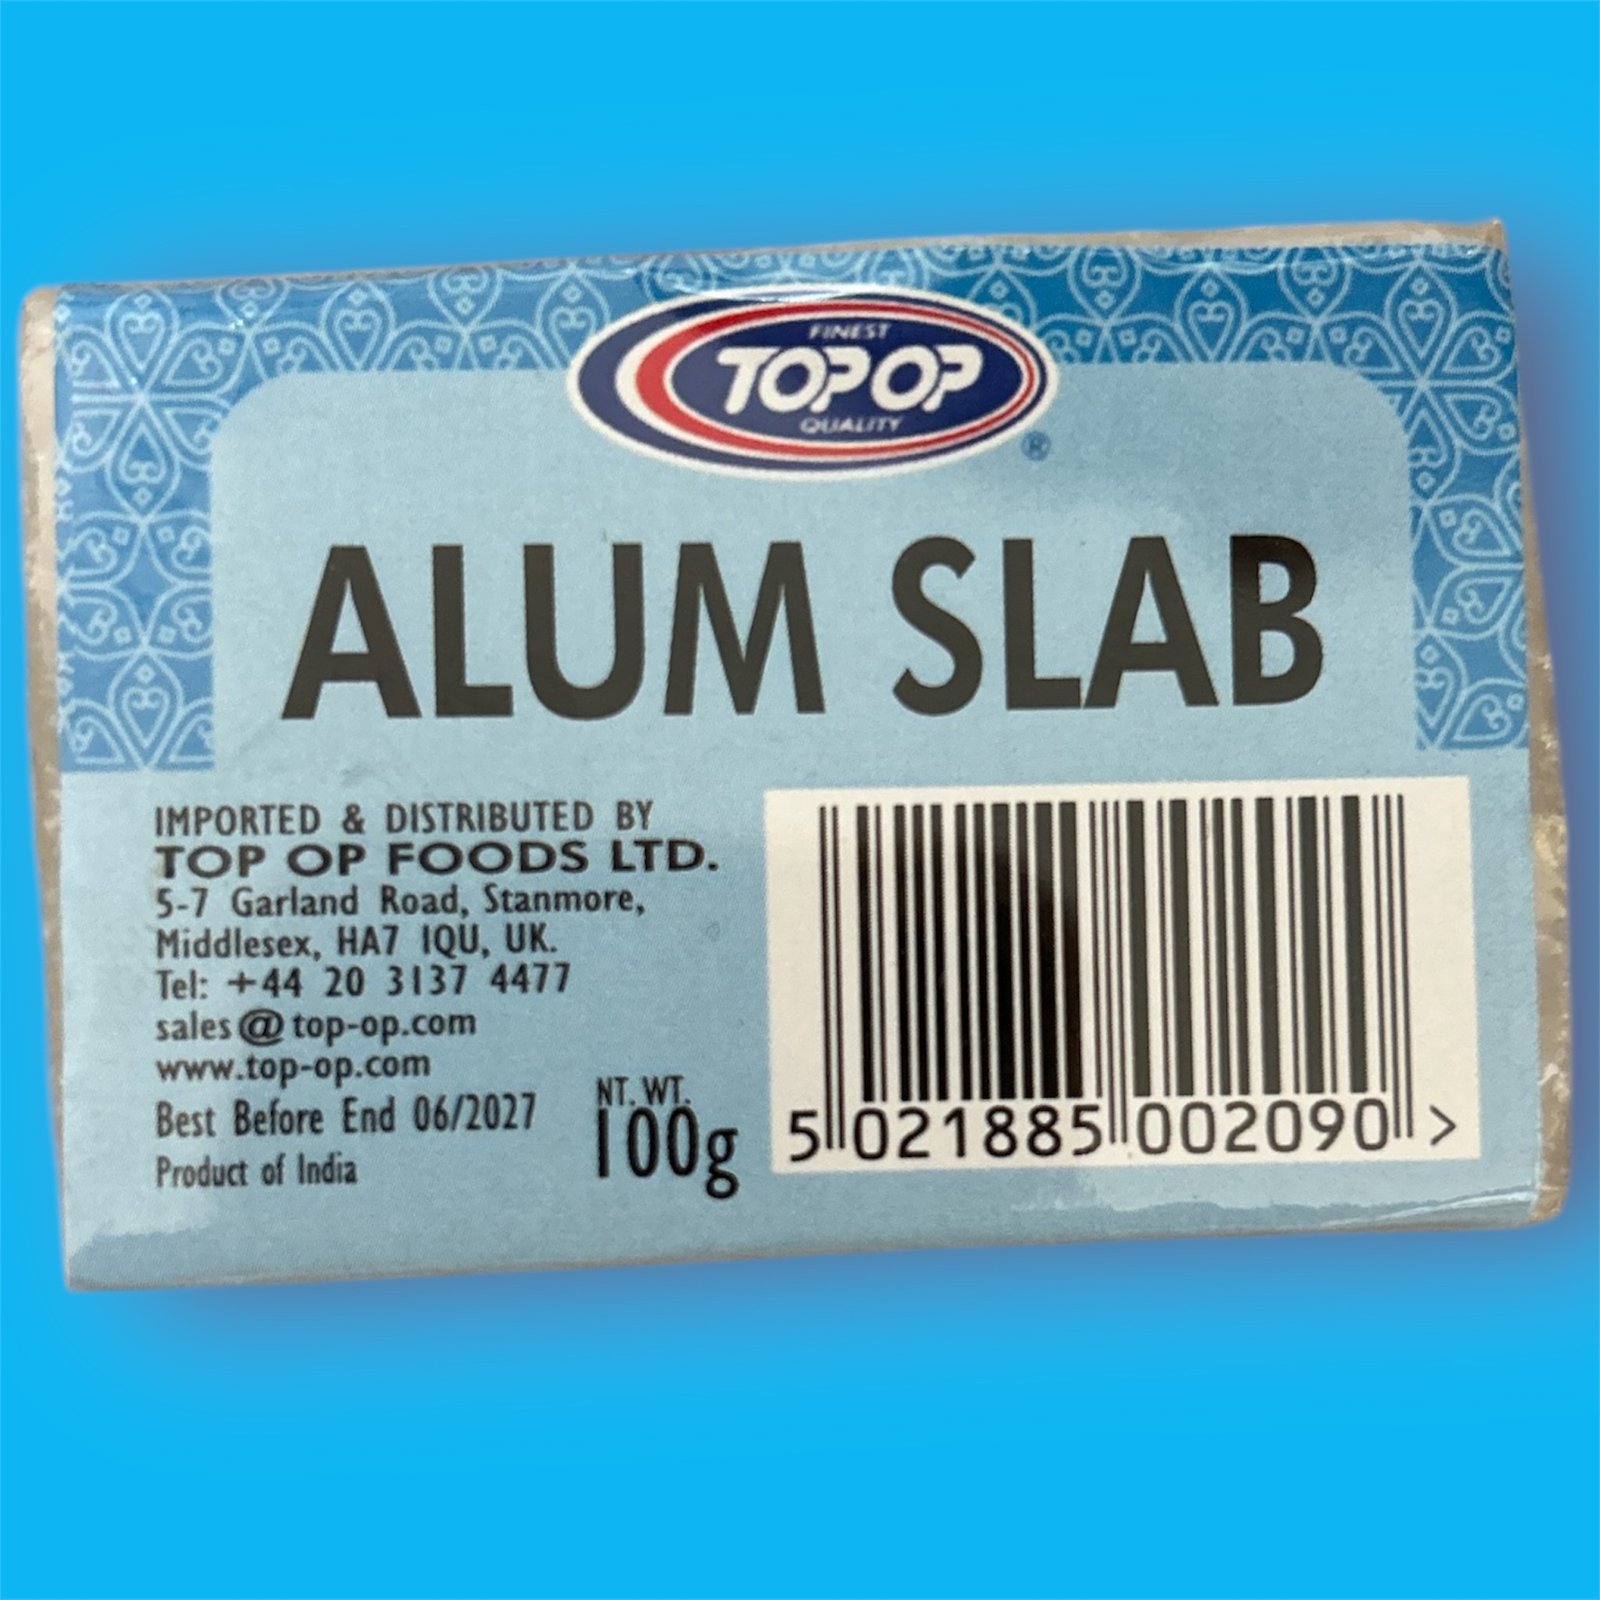 FINEST
TOP OP
QUALITY
®
ALUM SLAB
IMPORTED & DISTRIBUTED BY
TOP OP FOODS LTD.
5-7 Garland Road, Stanmore,
Middlesex, HA7 IQU, UK.
Tel: +44 20 3137 4477
sales@top-op.com
www.top-op.com
Best Before End 06/2027
Product of India
NT. WT.
100g
5 021885 002090 >